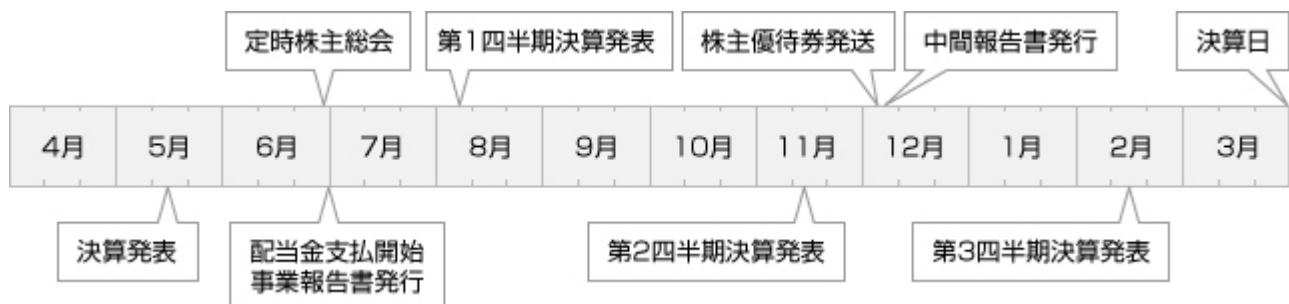 定時株主総会
第1四半期決算発表
株主優待券発送
中間報告書発行
決算日
4月
5月
6月
7月
8月
9月
10月
11月
12月
1月
2月
3月
決算発表
配当金支払開始
事業報告書発行
第2四半期決算発表
第3四半期決算発表